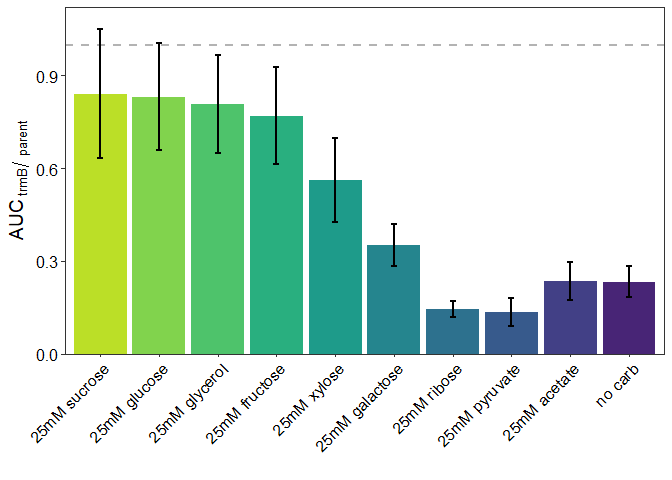 AUC trmB/ parent
0.9
0.6
0.3
0.0
25mM sucrose
25mM glucose
25mM glycerol
25mM fructose
25mM xylose
25mM galactose
25mM ribose
25mM pyruvate
25mM acetate
no carb